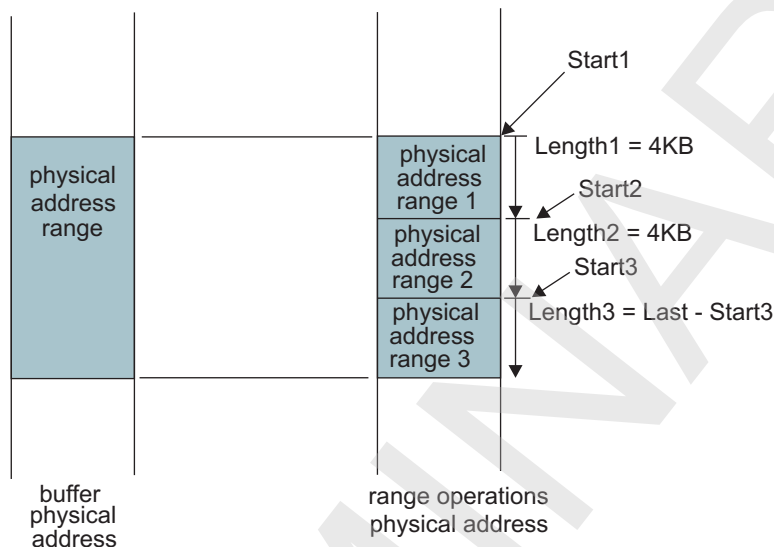 Start1
physical
address
range
physical
address
range 1
Length1 = 4KB
Start2
physical
address
range 2
Length2 = 4KB
Start3
physical
address
range 3
Length3 = Last - Start3
buffer
physical
address
range operations
physical address